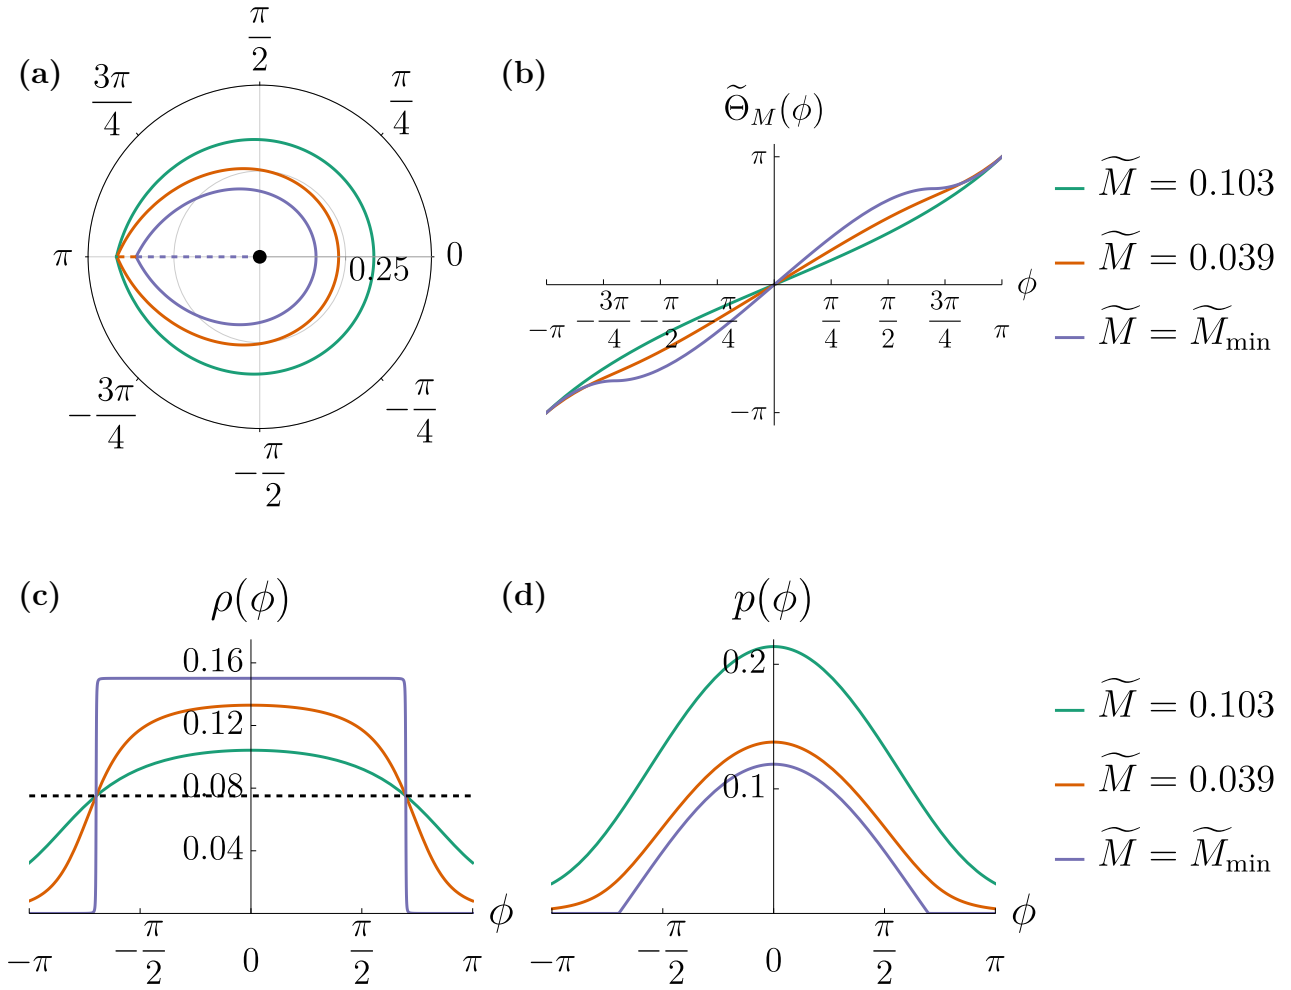 (a)
π/2
3π/4
π/4
π
0.25
0
−3π/4
−π/4
−π/2
(b)
Θ̃_M(ϕ)
π
−π
−3π/4
−π/2
−π/4
π/4
π/2
3π/4
π
ϕ
−π
M̃ = 0.103
M̃ = 0.039
M̃ = M̃_min
(c)
ρ(ϕ)
0.16
0.12
0.08
0.04
−π
−π/2
0
π/2
π
ϕ
(d)
p(ϕ)
0.2
0.1
−π
−π/2
0
π/2
π
ϕ
M̃ = 0.103
M̃ = 0.039
M̃ = M̃_min